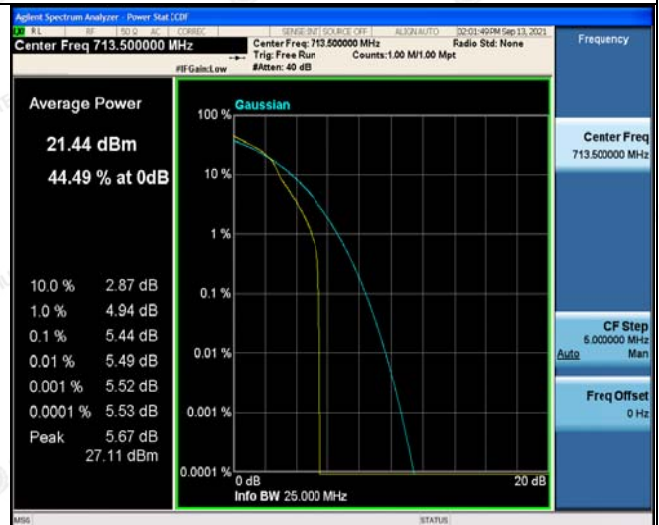 Agilent Spectrum Analyzer - Power Stat CCDF
RL RF 50 Ω AC CORREC SENSE:INT SOURCE OFF ALIGN AUTO 02:01:49 PM Sep 13, 2021
Center Freq 713.500000 MHz
Center Freq: 713.500000 MHz Radio Std: None
Trig: Free Run Counts:1.00 M/1.00 Mpt
#IFGain:Low #Atten: 40 dB
Frequency
Average Power
21.44 dBm
44.49 % at 0dB
10.0 % 2.87 dB
1.0 % 4.94 dB
0.1 % 5.44 dB
0.01 % 5.49 dB
0.001 % 5.52 dB
0.0001 % 5.53 dB
Peak 5.67 dB
27.11 dBm
Gaussian
100 %
10 %
1 %
0.1 %
0.01 %
0.001 %
0.0001 %
0 dB 20 dB
Info BW 25.000 MHz
Center Freq
713.500000 MHz
CF Step
5.000000 MHz
Auto Man
Freq Offset
0 Hz
MSG STATUS